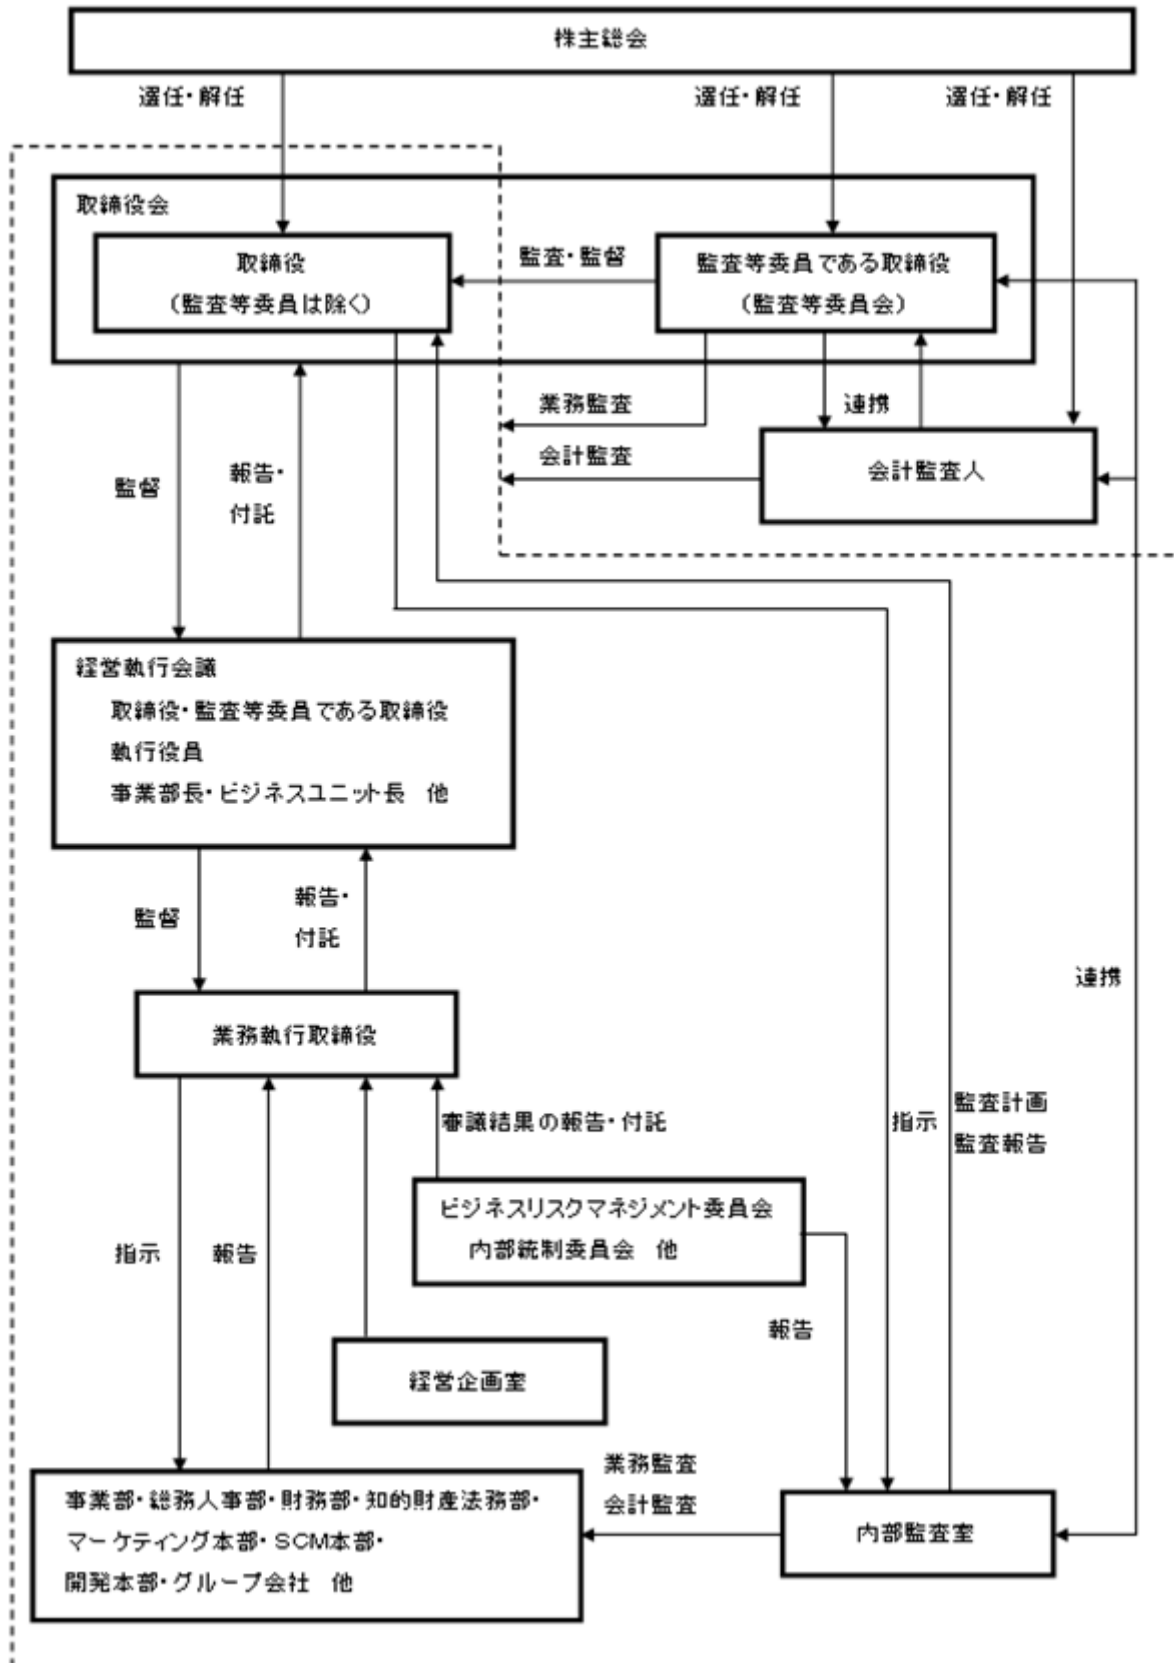 株主総会
選任・解任
選任・解任
選任・解任
取締役会
取締役
（監査等委員は除く）
監査・監督
監査等委員である取締役
（監査等委員会）
業務監査
連携
会計監査
会計監査人
監督
報告・
付託
経営執行会議
取締役・監査等委員である取締役
執行役員
事業部長・ビジネスユニット長　他
監督
報告・
付託
連携
業務執行取締役
審議結果の報告・付託
指示
監査計画
監査報告
ビジネスリスクマネジメント委員会
内部統制委員会　他
指示
報告
報告
経営企画室
業務監査
会計監査
事業部・総務人事部・財務部・知的財産法務部・
マーケティング本部・SCM本部・
開発本部・グループ会社　他
内部監査室